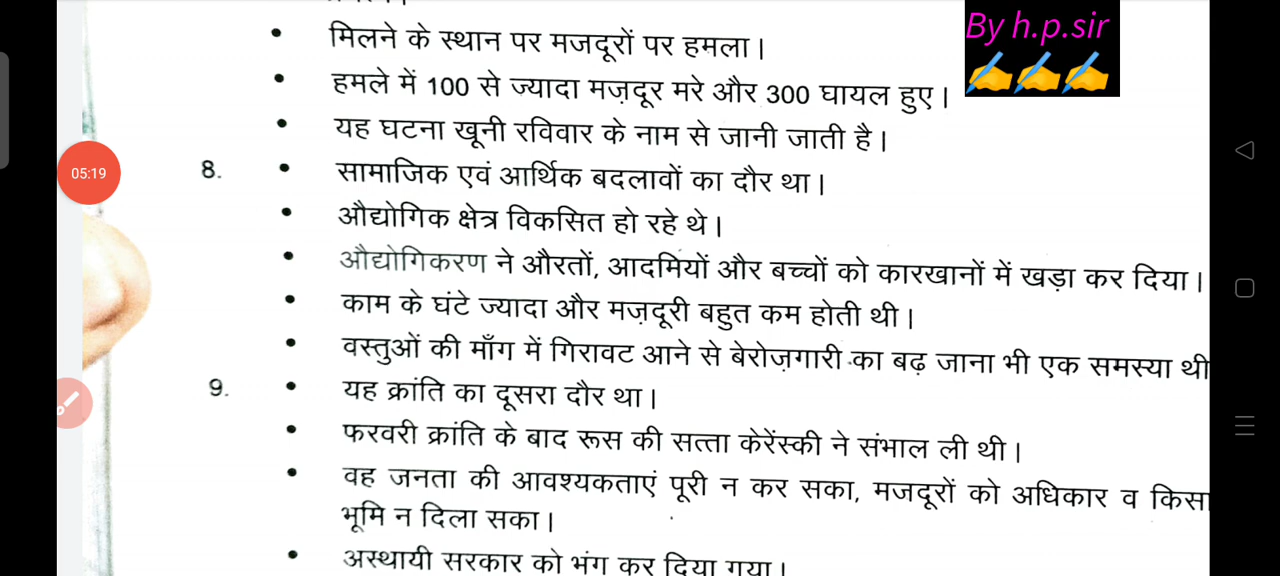 By h.p.sir
मिलने के स्थान पर मजदूरों पर हमला।
हमले में 100 से ज्यादा मज़दूर मरे और 300 घायल हुए।
यह घटना खूनी रविवार के नाम से जानी जाती है।
05:19
8. सामाजिक एवं आर्थिक बदलावों का दौर था।
औद्योगिक क्षेत्र विकसित हो रहे थे।
औद्योगिकरण ने औरतों, आदमियों और बच्चों को कारखानों में खड़ा कर दिया।
काम के घंटे ज्यादा और मज़दूरी बहुत कम होती थी।
वस्तुओं की माँग में गिरावट आने से बेरोज़गारी का बढ़ जाना भी एक समस्या थी
9. यह क्रांति का दूसरा दौर था।
फरवरी क्रांति के बाद रूस की सत्ता केरेंस्की ने संभाल ली थी।
वह जनता की आवश्यकताएं पूरी न कर सका, मजदूरों को अधिकार व
भूमि न दिला सका।
अस्थायी सरकार को भंग कर दिया गया।